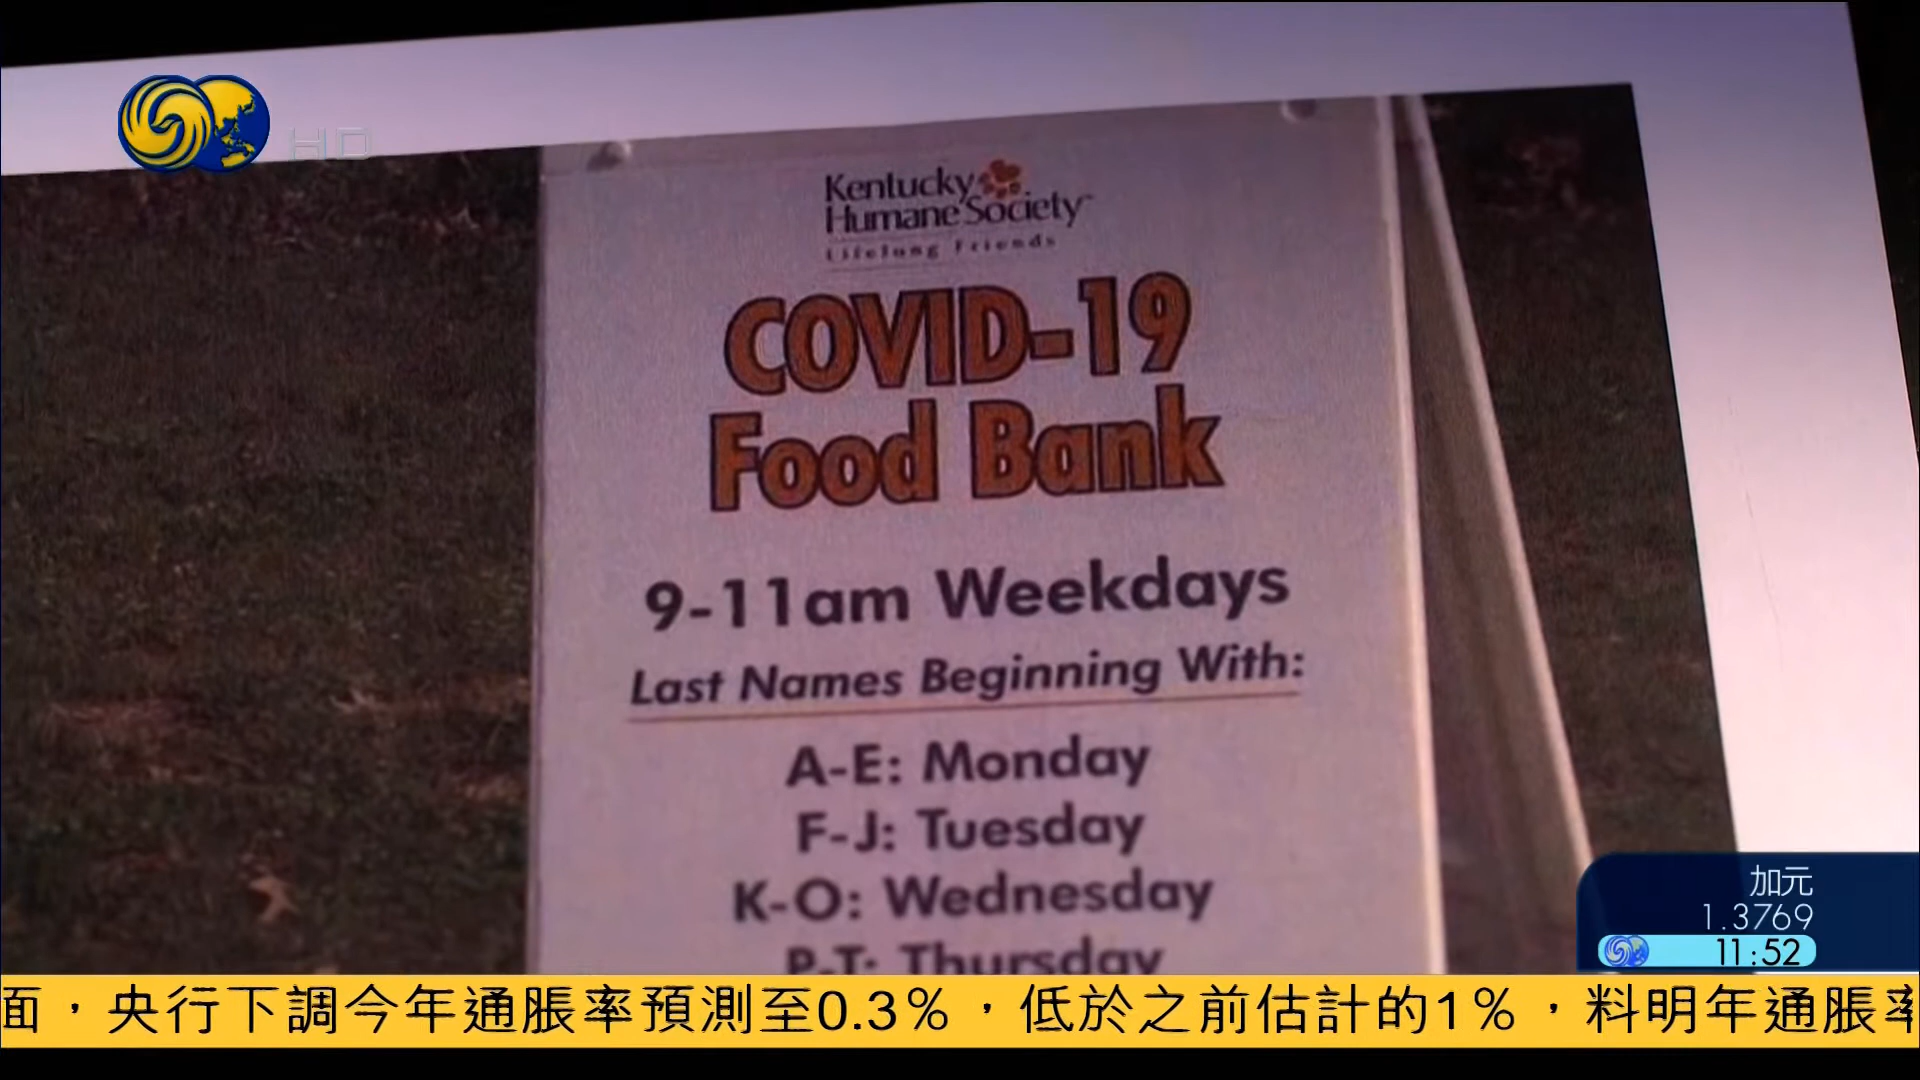 HD
Kentucky
Humane Society
Lifelong Friends
COVID-19
Food Bank
9-11am Weekdays
Last Names Beginning With:
A-E: Monday
F-J: Tuesday
K-O: Wednesday
P-T: Thursday
加元
1.3769
11:52
面，央行下調今年通脹率預測至0.3%，低於之前估計的1%，料明年通脹率